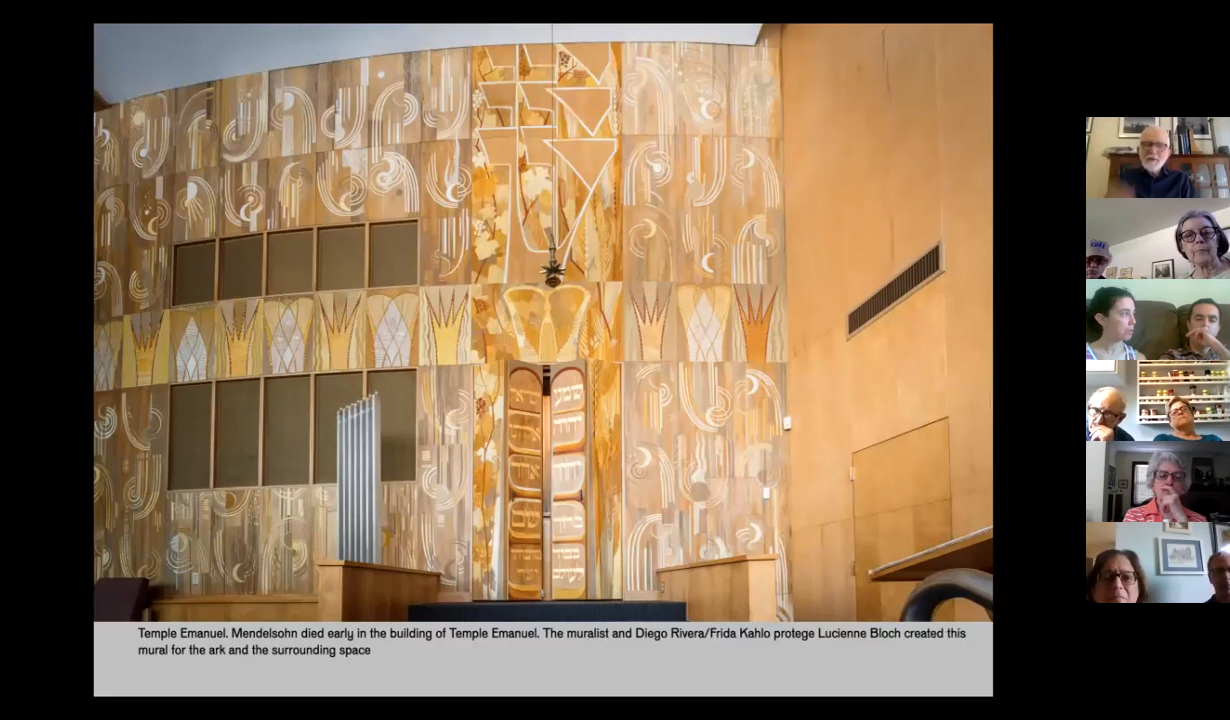 שמע
Temple Emanuel. Mendelsohn died early in the building of Temple Emanuel. The muralist and Diego Rivera/Frida Kahlo protege Lucienne Bloch created this
mural for the ark and the surrounding space